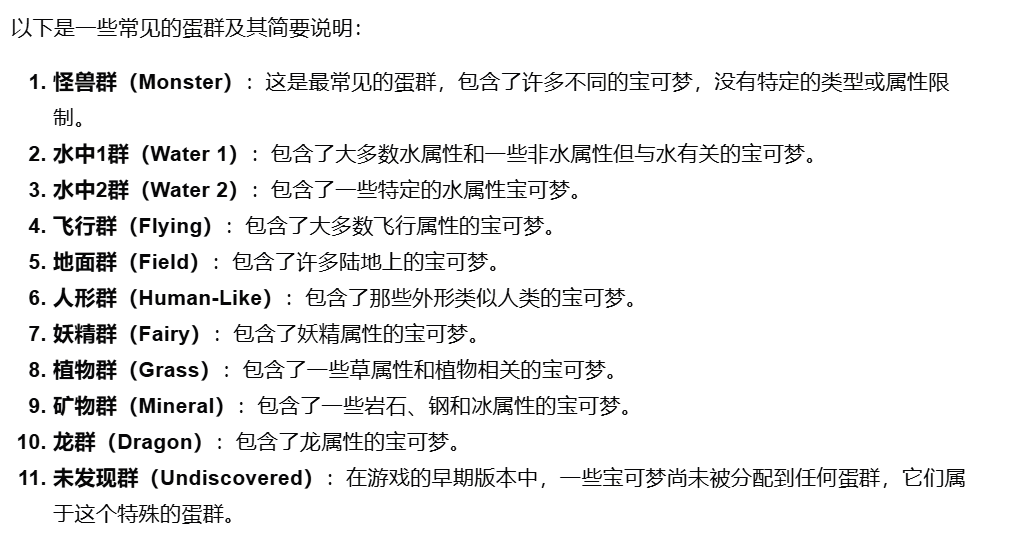 以下是一些常见的蛋群及其简要说明：
1. 怪兽群（Monster）：这是最常见的蛋群，包含了许多不同的宝可梦，没有特定的类型或属性限
制。
2. 水中1群（Water 1）：包含了大多数水属性和一些非水属性但与水有关的宝可梦。
3. 水中2群（Water 2）：包含了一些特定的水属性宝可梦。
4. 飞行群（Flying）：包含了大多数飞行属性的宝可梦。
5. 地面群（Field）：包含了许多陆地上的宝可梦。
6. 人形群（Human-Like）：包含了那些外形类似人类的宝可梦。
7. 妖精群（Fairy）：包含了妖精属性的宝可梦。
8. 植物群（Grass）：包含了一些草属性和植物相关的宝可梦。
9. 矿物群（Mineral）：包含了一些岩石、钢和冰属性的宝可梦。
10. 龙群（Dragon）：包含了龙属性的宝可梦。
11. 未发现群（Undiscovered）：在游戏的早期版本中，一些宝可梦尚未被分配到任何蛋群，它们属
于这个特殊的蛋群。